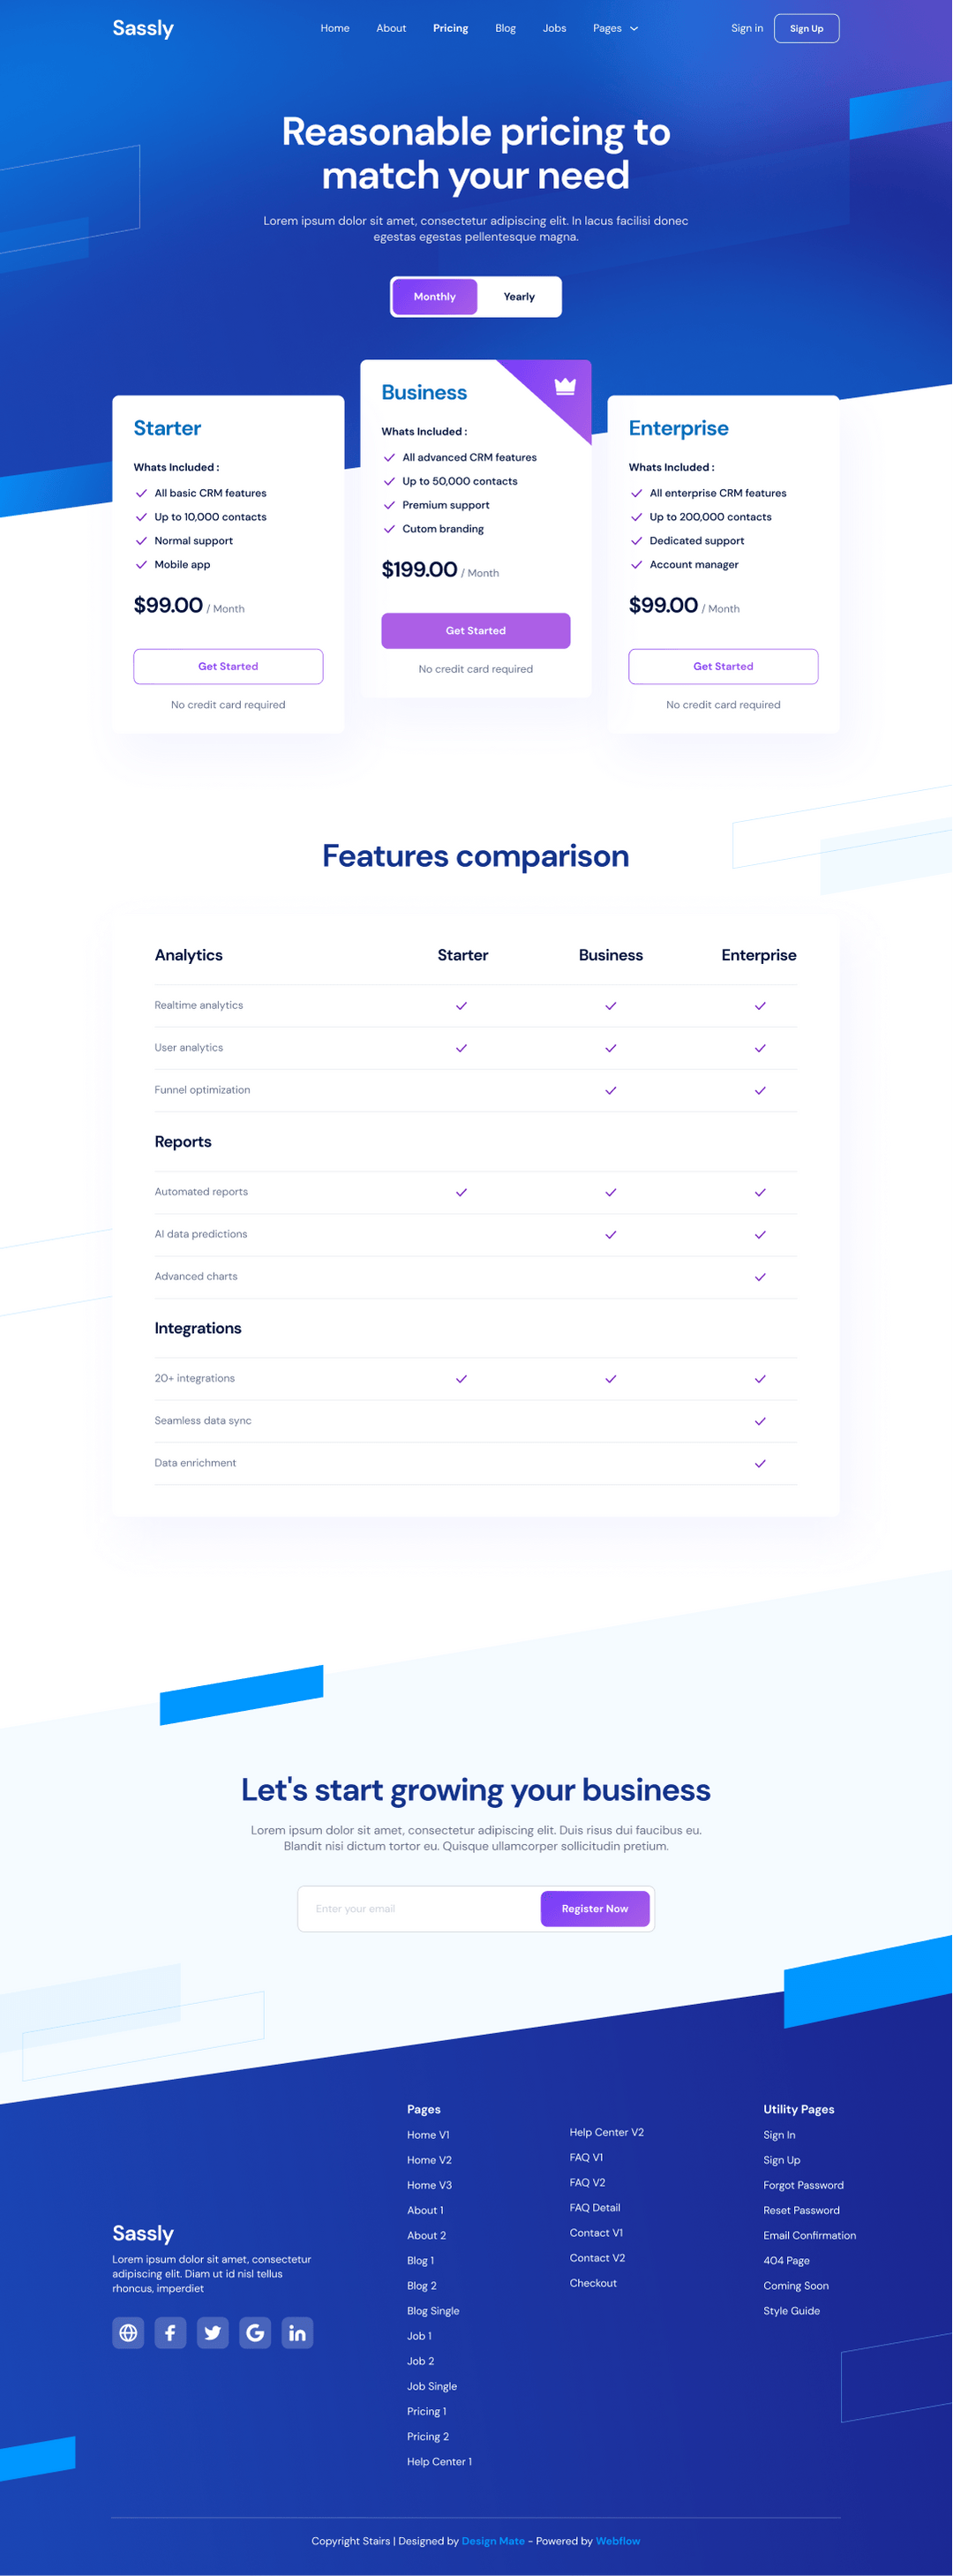 Sassly
Home About Pricing Blog Jobs Pages
Sign in Sign Up
Reasonable pricing to
match your need
Lorem ipsum dolor sit amet, consectetur adipiscing elit. In lacus facilisi donec
egestas egestas pellentesque magna.
Monthly Yearly
Starter
Whats Included :
All basic CRM features
Up to 10,000 contacts
Normal support
Mobile app
$99.00 / Month
Get Started
No credit card required
Business
Whats Included :
All advanced CRM features
Up to 50,000 contacts
Premium support
Cutom branding
$199.00 / Month
Get Started
No credit card required
Enterprise
Whats Included :
All enterprise CRM features
Up to 200,000 contacts
Dedicated support
Account manager
$99.00 / Month
Get Started
No credit card required
Features comparison
Analytics Starter Business Enterprise
Realtime analytics
User analytics
Funnel optimization
Reports
Automated reports
AI data predictions
Advanced charts
Integrations
20+ integrations
Seamless data sync
Data enrichment
Let's start growing your business
Lorem ipsum dolor sit amet, consectetur adipiscing elit. Duis risus dui faucibus eu.
Blandit nisi dictum tortor eu. Quisque ullamcorper sollicitudin pretium.
Enter your email Register Now
Sassly
Lorem ipsum dolor sit amet, consectetur
adipiscing elit. Diam ut id nisl tellus
rhoncus, imperdiet
Pages
Home V1
Home V2
Home V3
About 1
About 2
Blog 1
Blog 2
Blog Single
Job 1
Job 2
Job Single
Pricing 1
Pricing 2
Help Center 1
Help Center V2
FAQ V1
FAQ V2
FAQ Detail
Contact V1
Contact V2
Checkout
Utility Pages
Sign In
Sign Up
Forgot Password
Reset Password
Email Confirmation
404 Page
Coming Soon
Style Guide
Copyright Stairs | Designed by Design Mate - Powered by Webflow